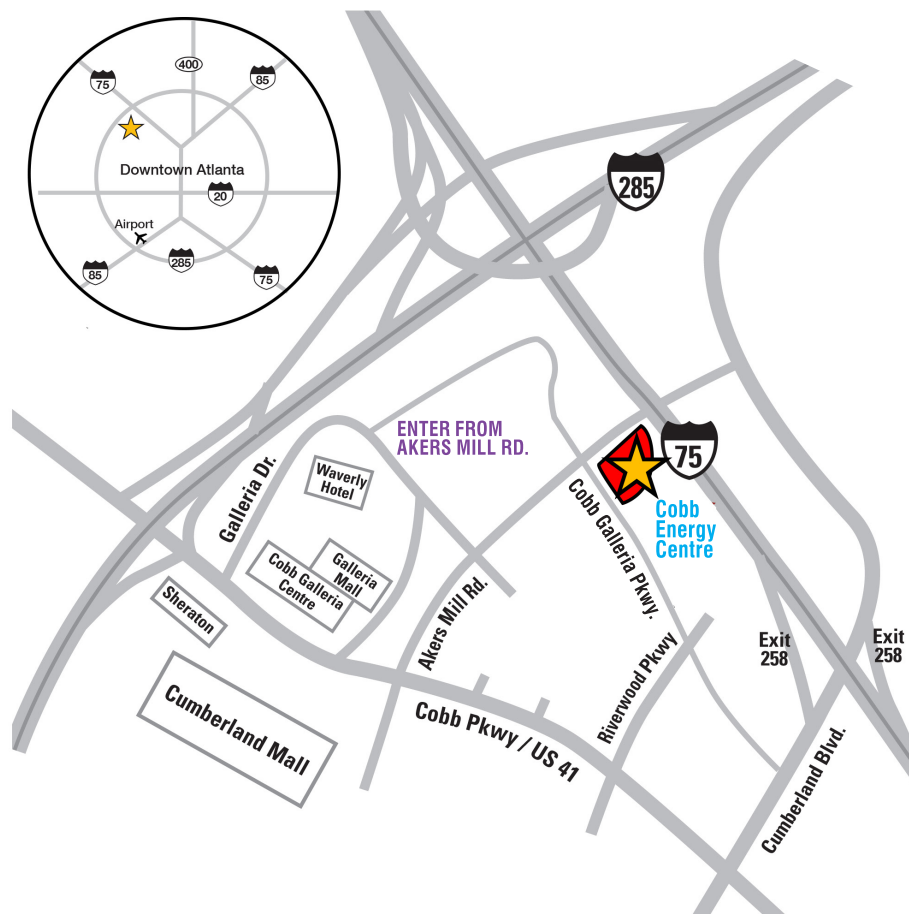 400
75
85
Downtown Atlanta
20
Airport
285
85
75
285
ENTER FROM
AKERS MILL RD.
75
Galleria Dr.
Waverly
Hotel
Cobb
Energy
Centre
Cobb Galleria Pkwy.
Galleria
Mall
Cobb Galleria
Centre
Akers Mill Rd.
Sheraton
Riverwood Pkwy
Exit
258
Exit
258
Cumberland Mall
Cobb Pkwy / US 41
Cumberland Blvd.